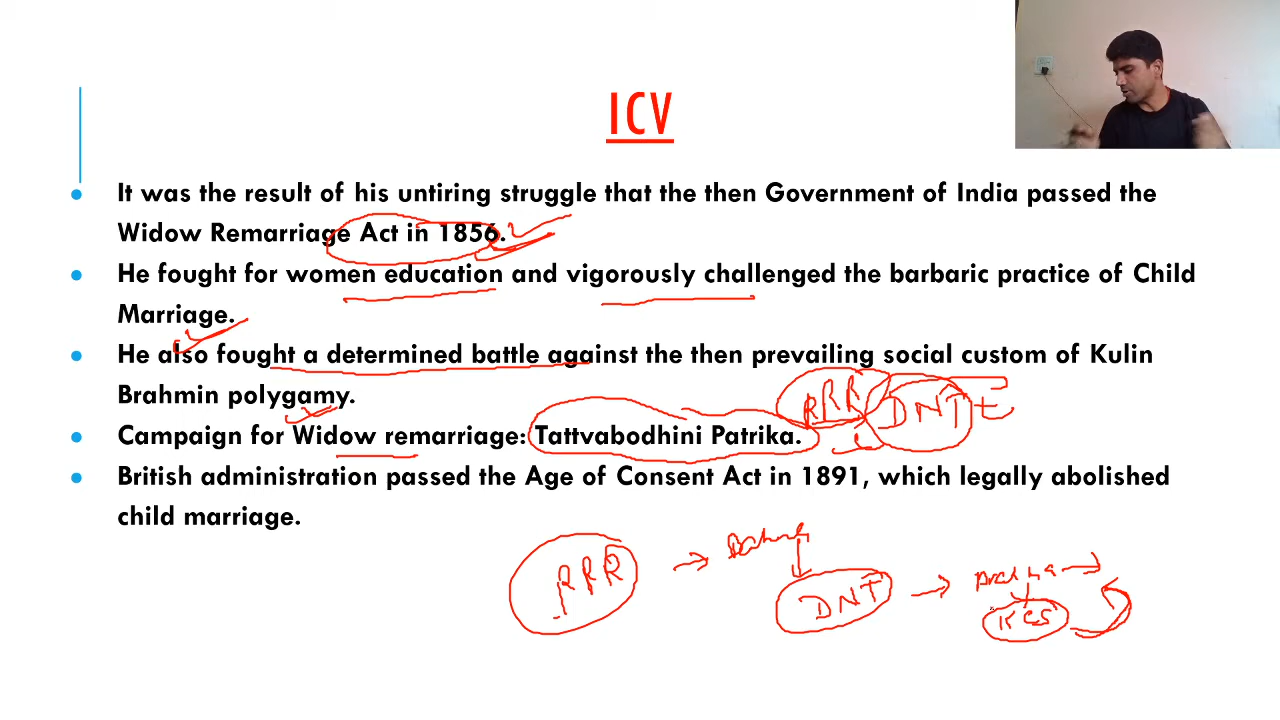 ICV
It was the result of his untiring struggle that the then Government of India passed the
Widow Remarriage Act in 1856.
He fought for women education and vigorously challenged the barbaric practice of Child
Marriage.
He also fought a determined battle against the then prevailing social custom of Kulin
Brahmin polygamy.
RRR DNT
Campaign for Widow remarriage: Tattvabodhini Patrika.
British administration passed the Age of Consent Act in 1891, which legally abolished
child marriage.
RRR
DNT
KCS